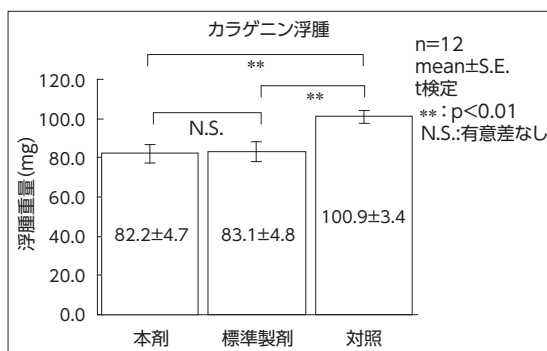 カラゲニン浮腫
n=12
mean±S.E.
t検定
**：p<0.01
N.S.:有意差なし
**
**
N.S.
浮腫重量(mg)
120.0
100.0
80.0
60.0
40.0
20.0
0.0
82.2±4.7
83.1±4.8
100.9±3.4
本剤
標準製剤
対照